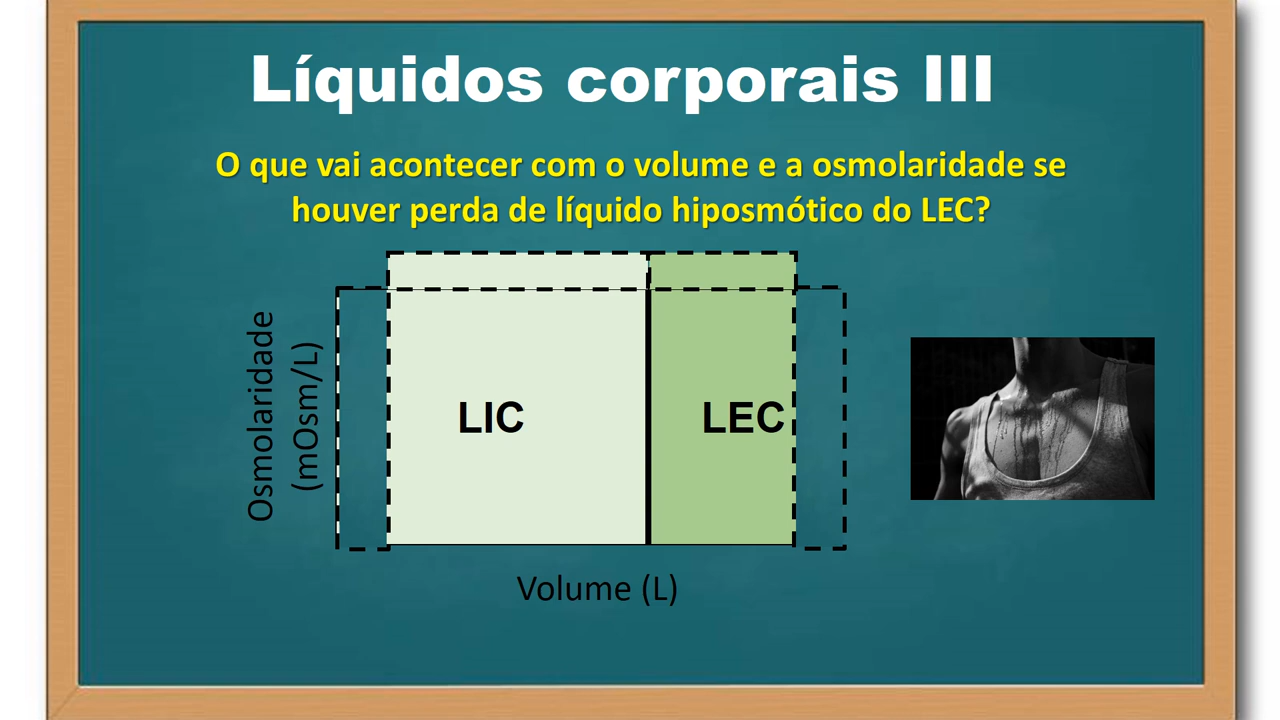 Líquidos corporais III
O que vai acontecer com o volume e a osmolaridade se
houver perda de líquido hiposmótico do LEC?
Osmolaridade
(mOsm/L)
LIC
LEC
Volume (L)